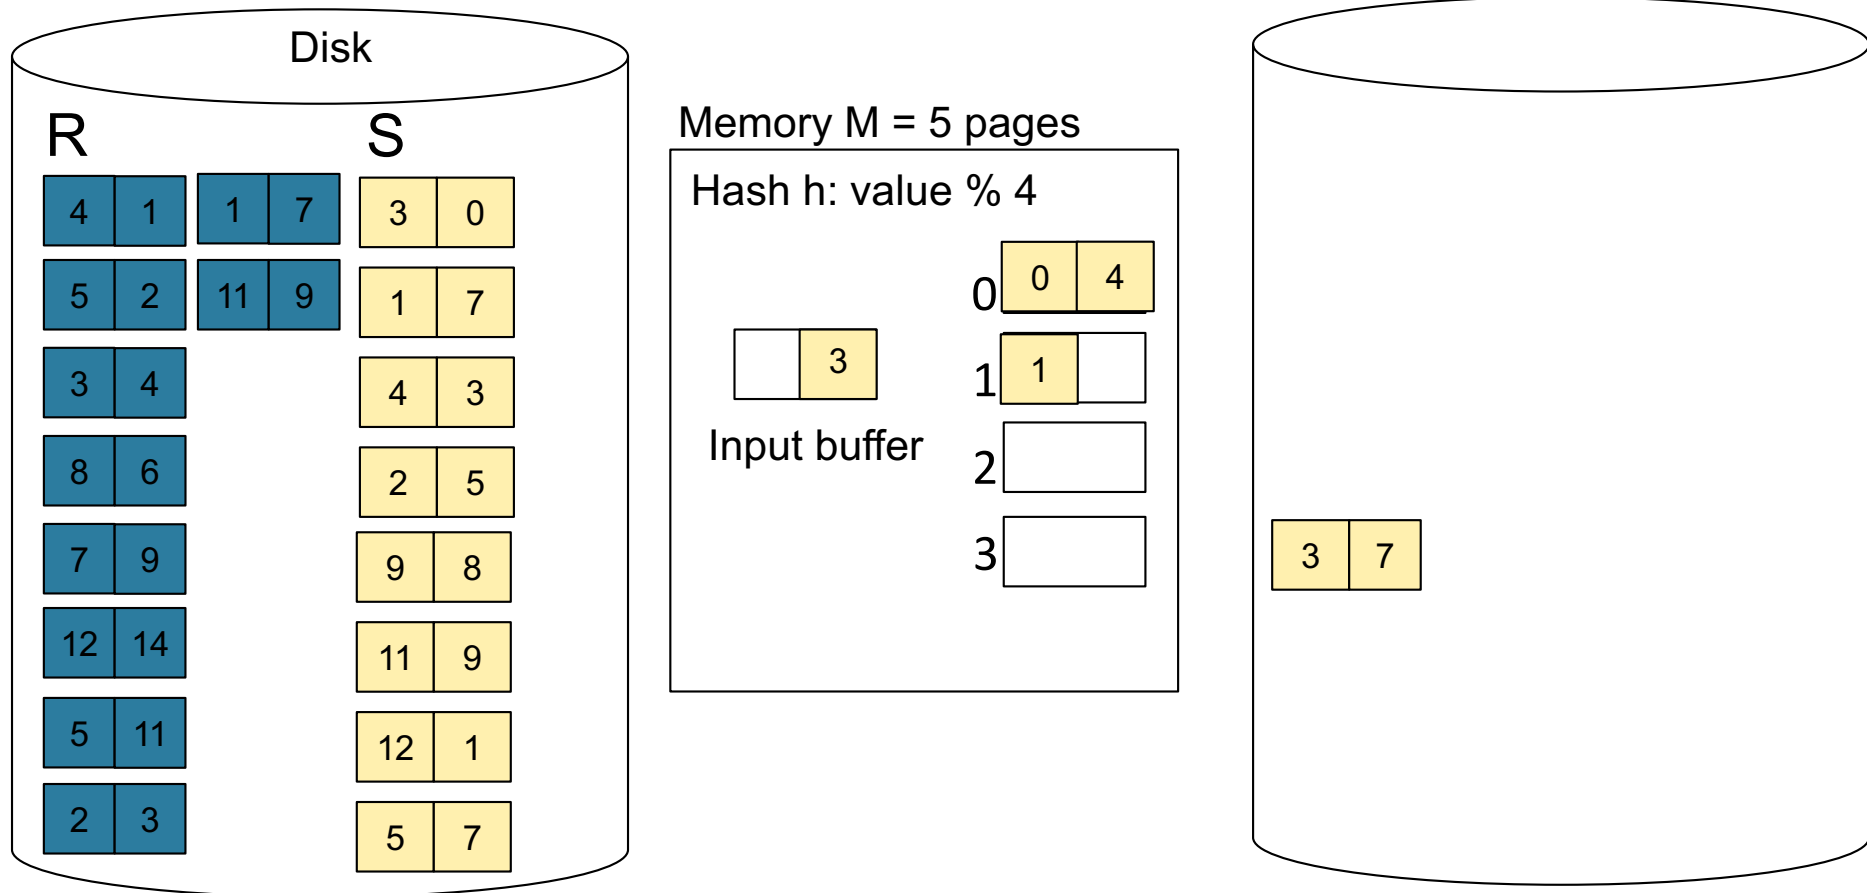 Disk
R S
4 1 1 7 3 0
5 2 11 9 1 7
3 4 4 3
8 6 2 5
7 9 9 8
12 14 11 9
5 11 12 1
2 3 5 7
Memory M = 5 pages
Hash h: value % 4
0 0 4
3
Input buffer
1 1
2
3
3 7